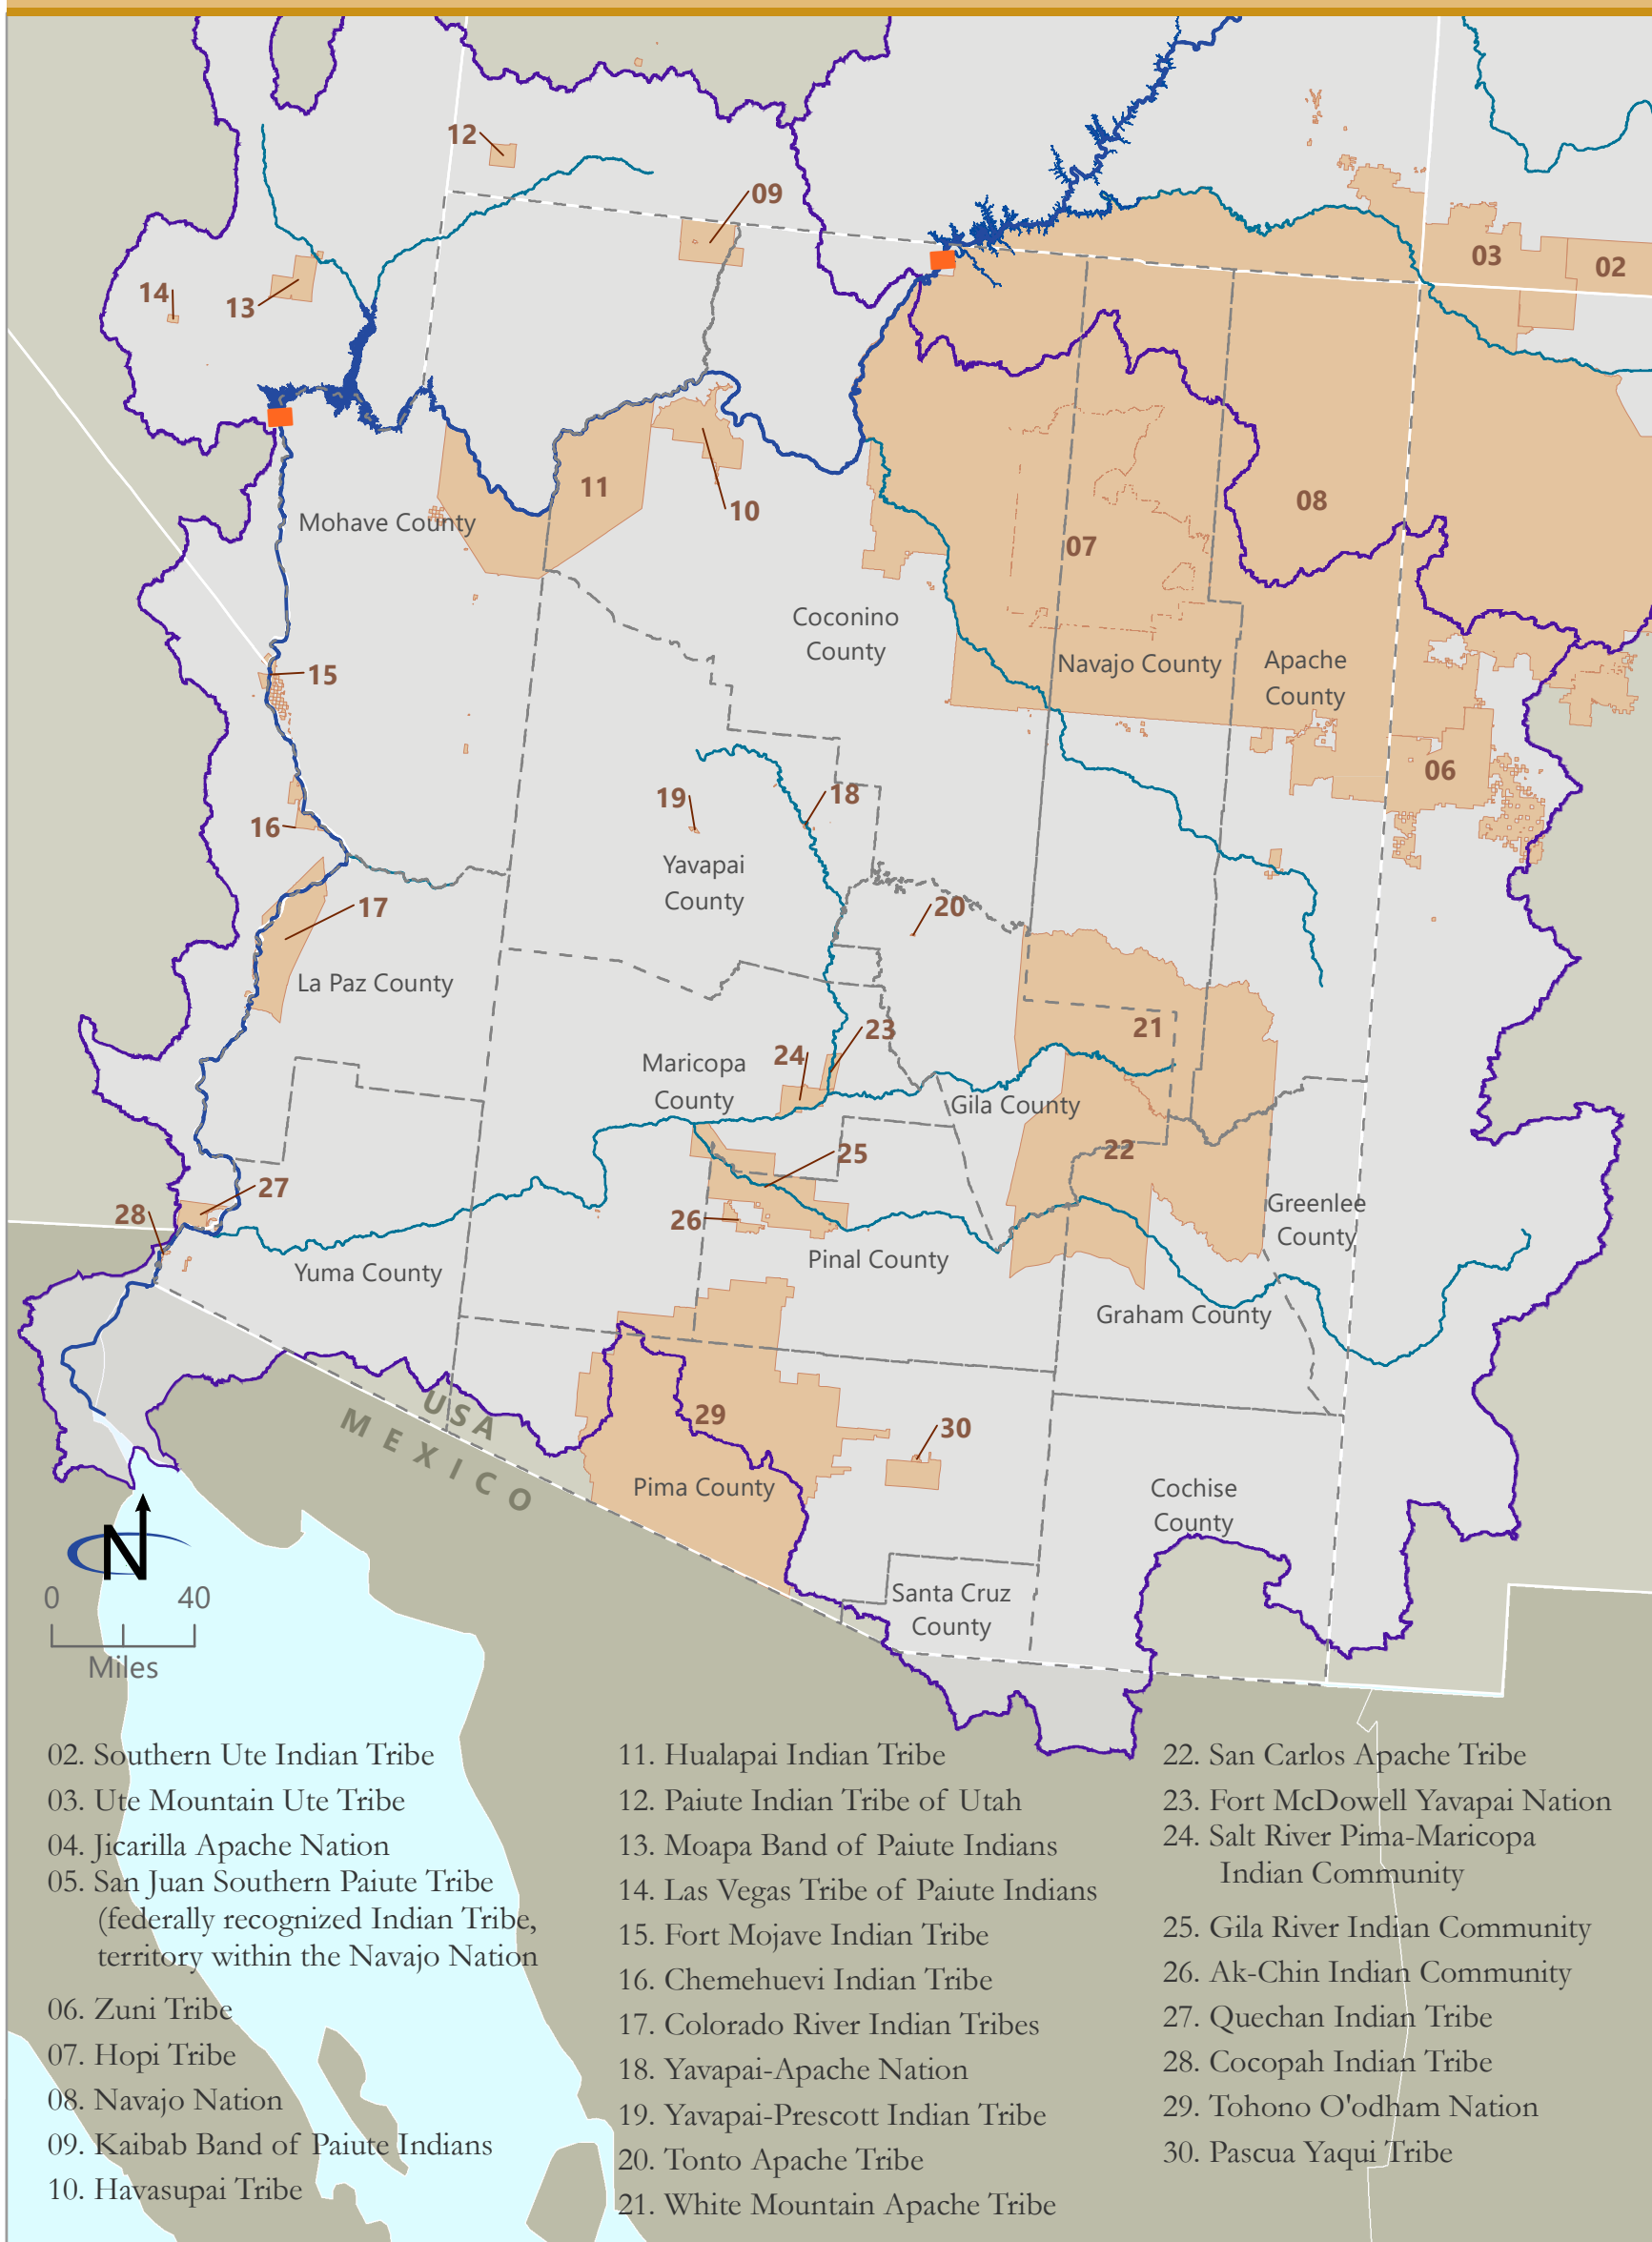 12
09
03
02
14
13
11
10
08
07
Mohave County
Coconino
County
Navajo County
Apache
County
15
06
16
19
18
Yavapai
County
17
20
La Paz County
21
23
24
Maricopa
County
Gila County
25
22
27
28
26
Greenlee
County
Pinal County
Yuma County
Graham County
USA
MEXICO
29
30
Pima County
Cochise
County
N
Santa Cruz
County
0 40
Miles
02. Southern Ute Indian Tribe
03. Ute Mountain Ute Tribe
04. Jicarilla Apache Nation
05. San Juan Southern Paiute Tribe
(federally recognized Indian Tribe,
territory within the Navajo Nation
06. Zuni Tribe
07. Hopi Tribe
08. Navajo Nation
09. Kaibab Band of Paiute Indians
10. Havasupai Tribe
11. Hualapai Indian Tribe
12. Paiute Indian Tribe of Utah
13. Moapa Band of Paiute Indians
14. Las Vegas Tribe of Paiute Indians
15. Fort Mojave Indian Tribe
16. Chemehuevi Indian Tribe
17. Colorado River Indian Tribes
18. Yavapai-Apache Nation
19. Yavapai-Prescott Indian Tribe
20. Tonto Apache Tribe
21. White Mountain Apache Tribe
22. San Carlos Apache Tribe
23. Fort McDowell Yavapai Nation
24. Salt River Pima-Maricopa
Indian Community
25. Gila River Indian Community
26. Ak-Chin Indian Community
27. Quechan Indian Tribe
28. Cocopah Indian Tribe
29. Tohono O'odham Nation
30. Pascua Yaqui Tribe